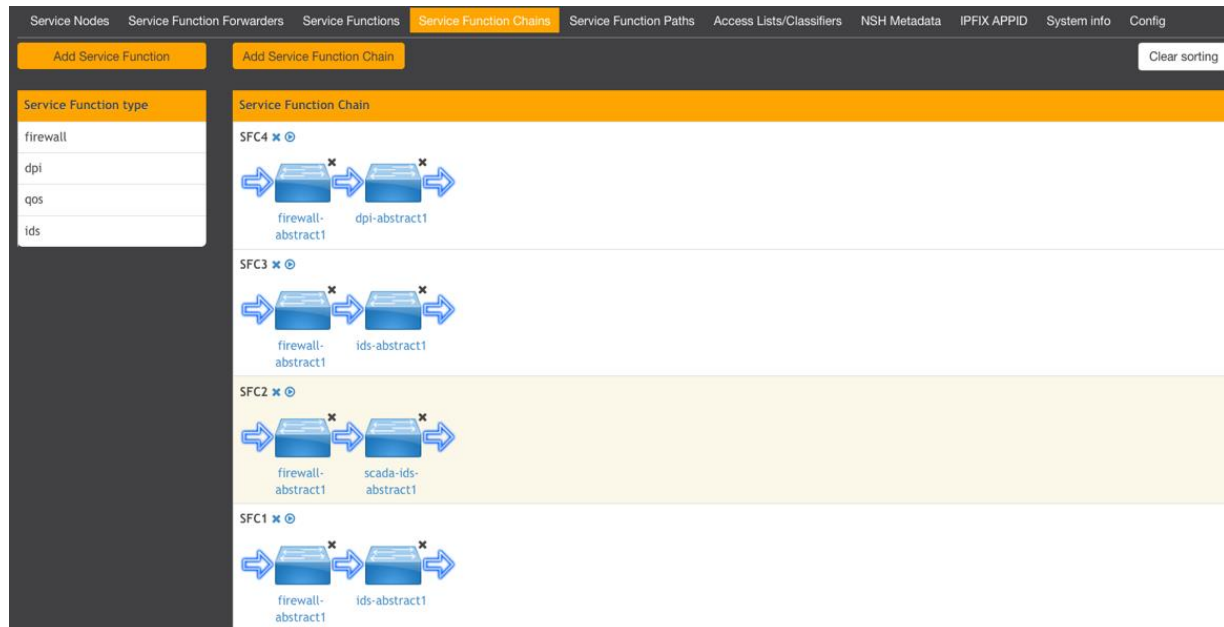 Service Nodes Service Function Forwarders Service Functions Service Function Chains Service Function Paths Access Lists/Classifiers NSH Metadata IPFIX APPID System info Config
Add Service Function Add Service Function Chain Clear sorting
Service Function type
firewall
dpi
qos
ids
Service Function Chain
SFC4
firewall-
abstract1
dpi-abstract1
SFC3
firewall-
abstract1
ids-abstract1
SFC2
firewall-
abstract1
scada-ids-
abstract1
SFC1
firewall-
abstract1
ids-abstract1